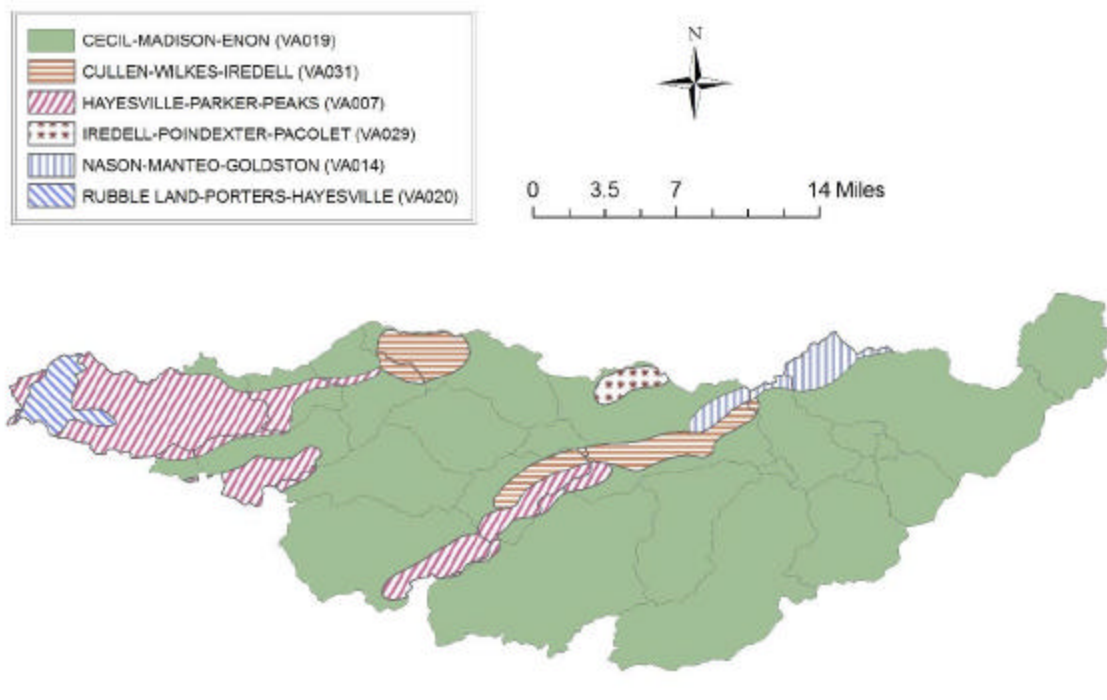 CECIL-MADISON-ENON (VA019)
CULLEN-WILKES-IREDELL (VA031)
HAYESVILLE-PARKER-PEAKS (VA007)
IREDELL-POINDEXTER-PACOLET (VA029)
NASON-MANTEO-GOLDSTON (VA014)
RUBBLE LAND-PORTERS-HAYESVILLE (VA020)
N
0 3.5 7 14 Miles